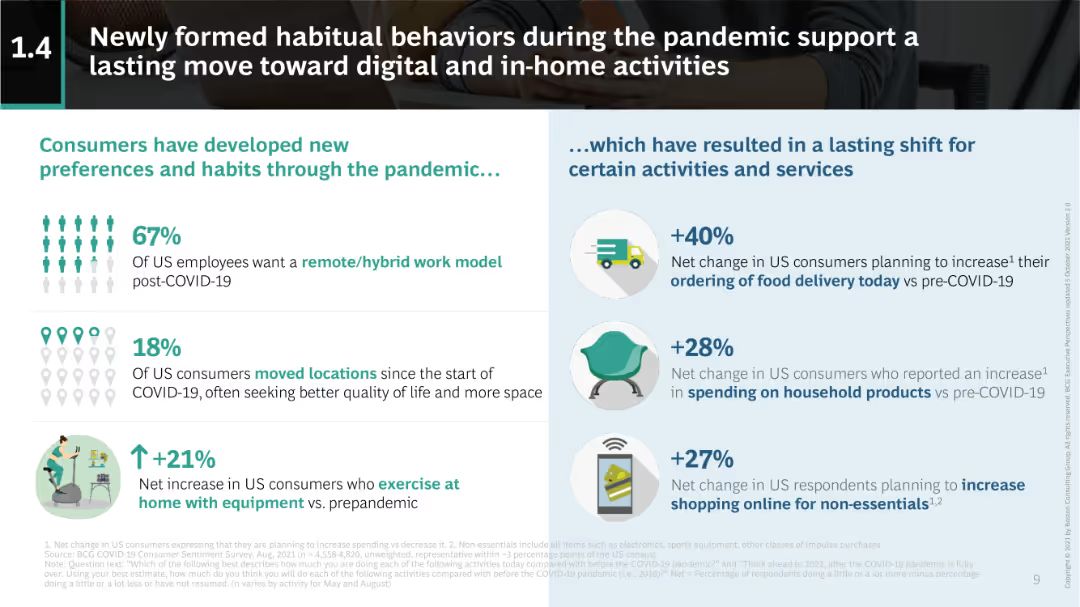 1.4
Newly formed habitual behaviors during the pandemic support a
lasting move toward digital and in-home activities
Consumers have developed new
preferences and habits through the pandemic...
67%
Of US employees want a remote/hybrid work model
post-COVID-19
18%
Of US consumers moved locations since the start of
COVID-19, often seeking better quality of life and more space
↑+21%
Net increase in US consumers who exercise at
home with equipment vs. prepandemic
...which have resulted in a lasting shift for
certain activities and services
+40%
Net change in US consumers planning to increase¹ their
ordering of food delivery today vs pre-COVID-19
+28%
Net change in US consumers who reported an increase¹
in spending on household products vs pre-COVID-19
+27%
Net change in US respondents planning to increase
shopping online for non-essentials¹,²
1. Net change in US consumers expressing that they are planning to increase spending vs decrease it. 2. Non essentials include all items such as electronics, sports equipment, other classes of impulse purchases
Source: BCG COVID-19 Consumer Sentiment Survey, Aug, 2021 (n = 4,558-4,820, unweighted, representative within ~3 percentage points of the US census)
Note: Question text: "Which of the following best describes how much you are doing each of the following activities today compared with before the COVID-19 pandemic?" and "Think ahead to 2021, after the COVID-19 pandemic is fully
over. Using your best estimate, how much do you think you will do each of the following activities compared with before the COVID-19 pandemic (i.e., 2019)?" Net = Percentage of respondents doing a little or a lot more minus percentage
doing a little or a lot less or have not resumed. (n varies by activity for May and August)
9
Copyright © 2021 by Boston Consulting Group. All rights reserved. BCG Executive Perspectives updated 5 October 2021 Version 2.0